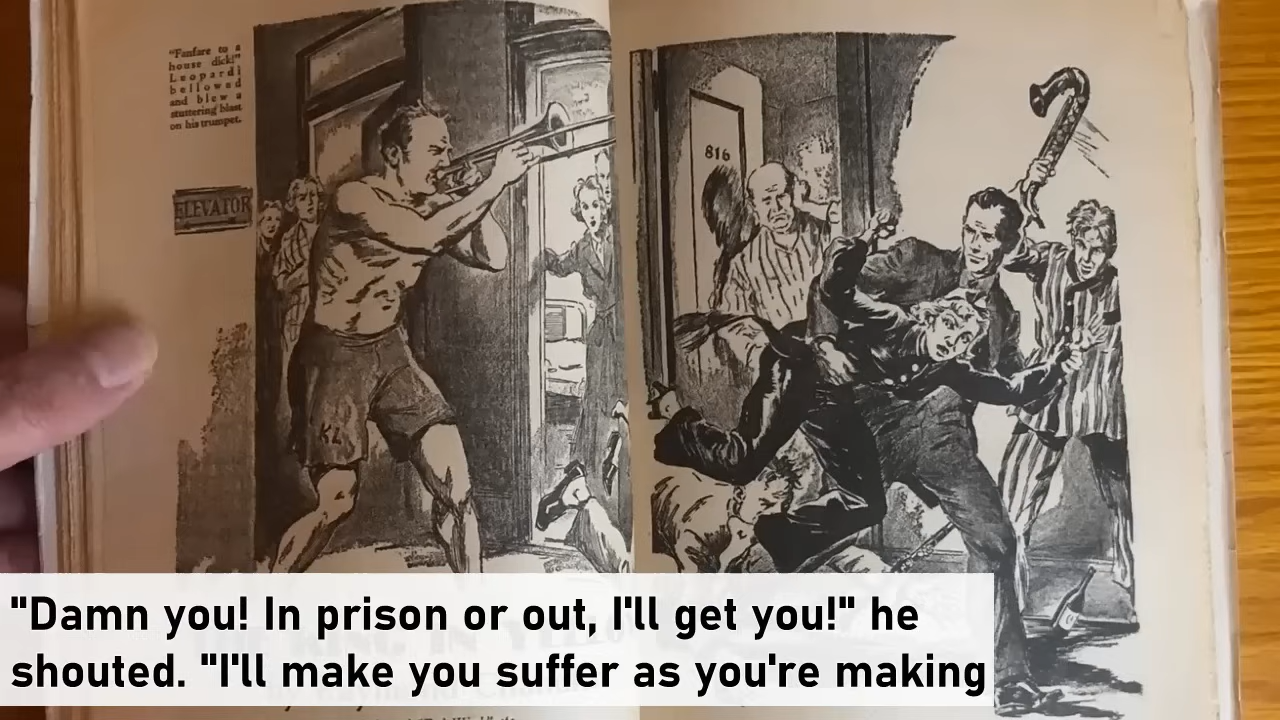 "Fanfare to a
house dick!"
Leopardi
bellowed
and blew a
stuttering blast
on his trumpet.
ELEVATOR
816
KL
"Damn you! In prison or out, I'll get you!" he
shouted. "I'll make you suffer as you're making